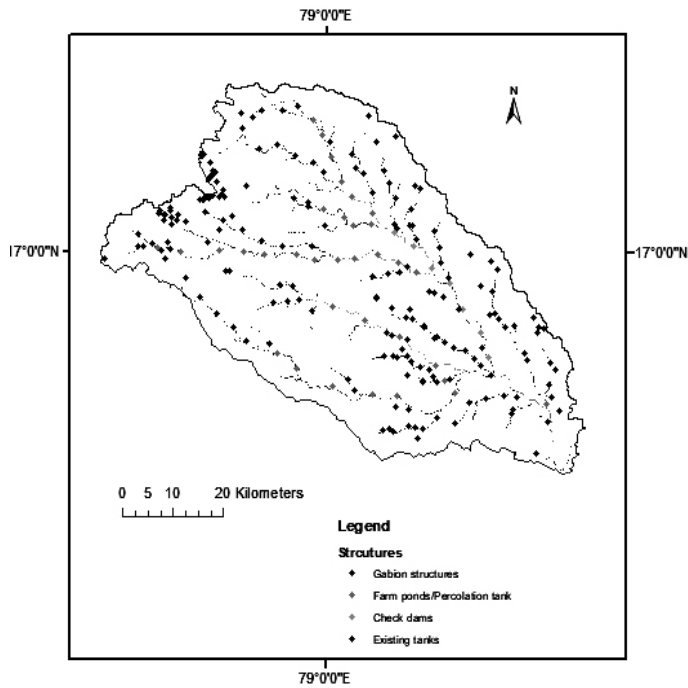 79°0'0"E
N
17°0'0"N
17°0'0"N
0 5 10 20 Kilometers
Legend
Strcutures
Gabion structures
Farm ponds/Percolation tank
Check dams
Existing tanks
79°0'0"E